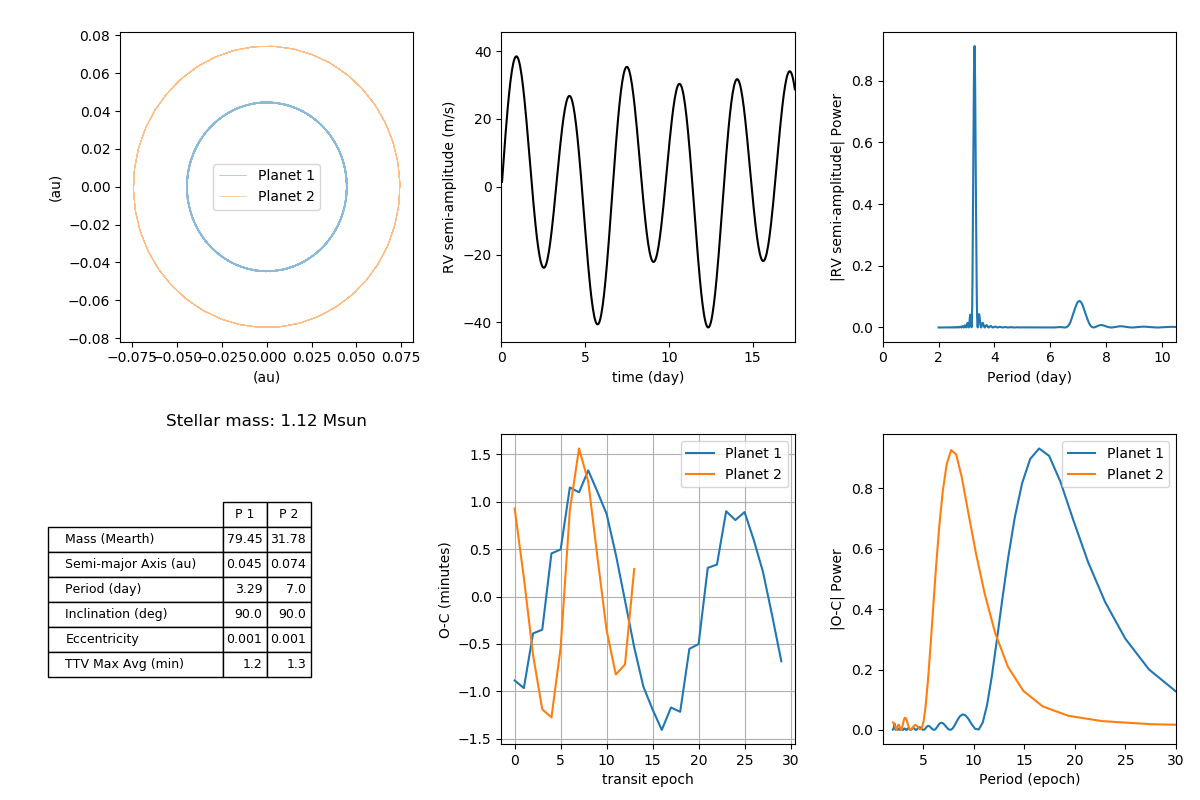 0.08
0.06
0.04
0.02
0.00
−0.02
−0.04
−0.06
−0.08
(au)
Planet 1
Planet 2
−0.075 −0.050 −0.025 0.000 0.025 0.050 0.075
(au)
40
20
0
−20
−40
RV semi-amplitude (m/s)
0 5 10 15
time (day)
0.8
0.6
0.4
0.2
0.0
|RV semi-amplitude| Power
0 2 4 6 8 10
Period (day)
Stellar mass: 1.12 Msun
P 1 P 2
Mass (Mearth) 79.45 31.78
Semi-major Axis (au) 0.045 0.074
Period (day) 3.29 7.0
Inclination (deg) 90.0 90.0
Eccentricity 0.001 0.001
TTV Max Avg (min) 1.2 1.3
1.5
1.0
0.5
0.0
−0.5
−1.0
−1.5
O-C (minutes)
Planet 1
Planet 2
0 5 10 15 20 25 30
transit epoch
0.8
0.6
0.4
0.2
0.0
|O-C| Power
Planet 1
Planet 2
5 10 15 20 25 30
Period (epoch)